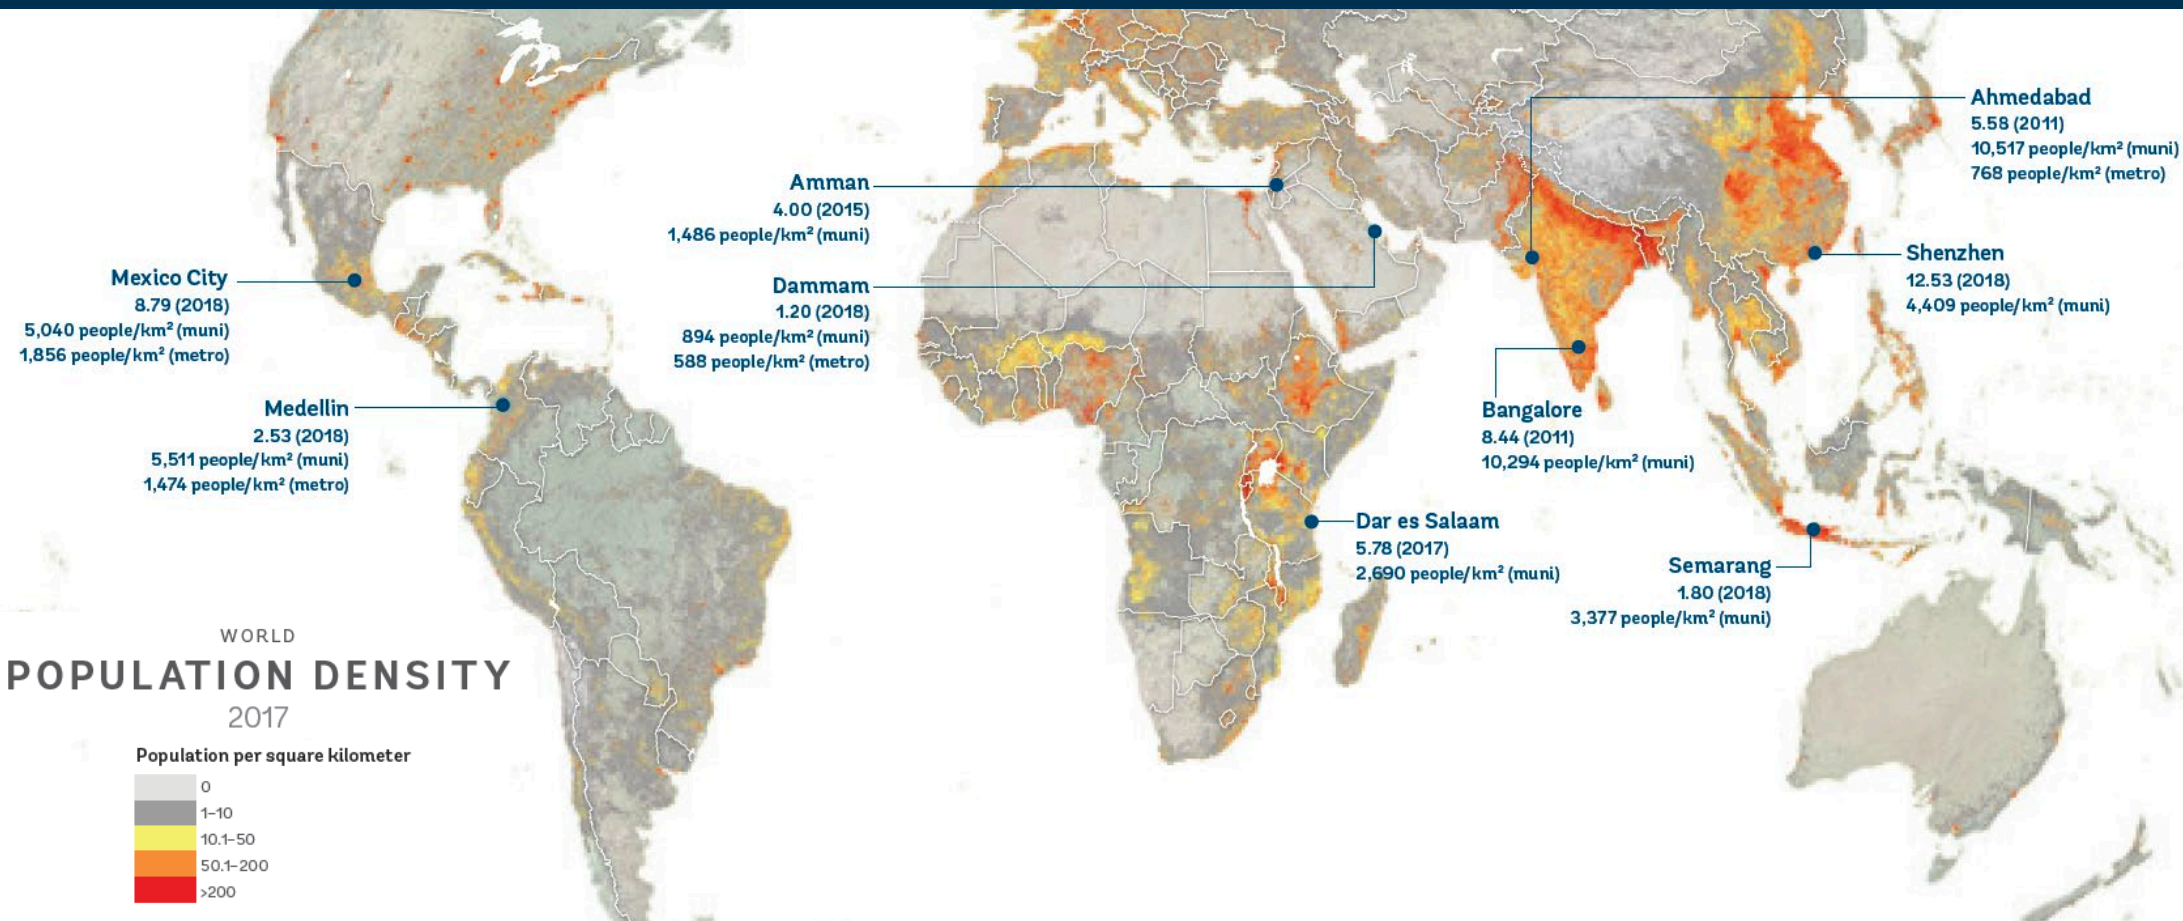 Ahmedabad
5.58 (2011)
10,517 people/km² (muni)
768 people/km² (metro)
Amman
4.00 (2015)
1,486 people/km² (muni)
Shenzhen
12.53 (2018)
4,409 people/km² (muni)
Mexico City
8.79 (2018)
5,040 people/km² (muni)
1,856 people/km² (metro)
Dammam
1.20 (2018)
894 people/km² (muni)
588 people/km² (metro)
Medellin
2.53 (2018)
5,511 people/km² (muni)
1,474 people/km² (metro)
Bangalore
8.44 (2011)
10,294 people/km² (muni)
Dar es Salaam
5.78 (2017)
2,690 people/km² (muni)
Semarang
1.80 (2018)
3,377 people/km² (muni)
WORLD
POPULATION DENSITY
2017
Population per square kilometer
0
1–10
10.1–50
50.1–200
>200